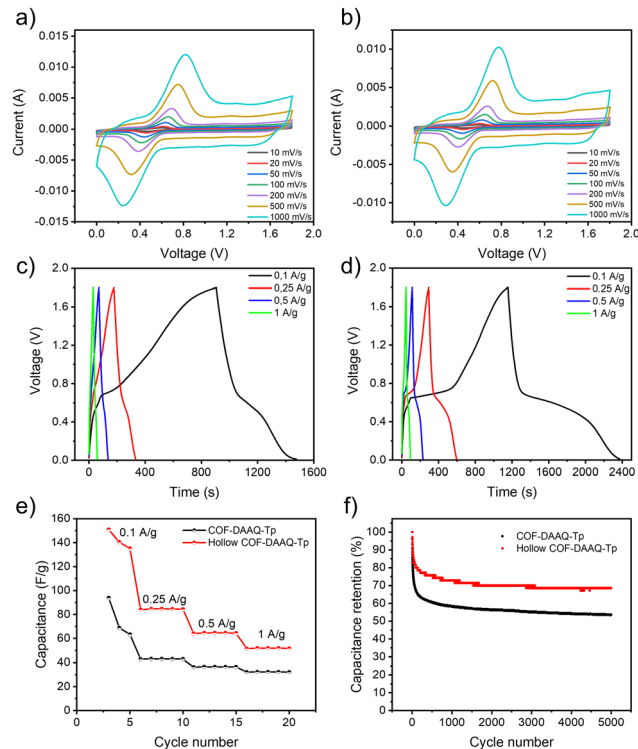 a)
0.015
0.010
0.005
0.000
-0.005
-0.010
-0.015
Current (A)
10 mV/s
20 mV/s
50 mV/s
100 mV/s
200 mV/s
500 mV/s
1000 mV/s
0.0 0.4 0.8 1.2 1.6 2.0
Voltage (V)
b)
0.010
0.005
0.000
-0.005
-0.010
Current (A)
10 mV/s
20 mV/s
50 mV/s
100 mV/s
200 mV/s
500 mV/s
1000 mV/s
0.0 0.4 0.8 1.2 1.6 2.0
Voltage (V)
c)
2.0
1.6
1.2
0.8
0.4
0.0
Voltage (V)
0,1 A/g
0,25 A/g
0,5 A/g
1 A/g
0 400 800 1200 1600
Time (s)
d)
2.0
1.6
1.2
0.8
0.4
0.0
Voltage (V)
0.1 A/g
0.25 A/g
0.5 A/g
1 A/g
0 400 800 1200 1600 2000 2400
Time (s)
e)
160
140
120
100
80
60
40
20
0
Capacitance (F/g)
COF-DAAQ-Tp
Hollow COF-DAAQ-Tp
0.1 A/g
0.25 A/g
0.5 A/g
1 A/g
0 5 10 15 20
Cycle number
f)
100
90
80
70
60
50
40
30
20
10
0
Capacitance retention (%)
COF-DAAQ-Tp
Hollow COF-DAAQ-Tp
0 1000 2000 3000 4000 5000
Cycle number